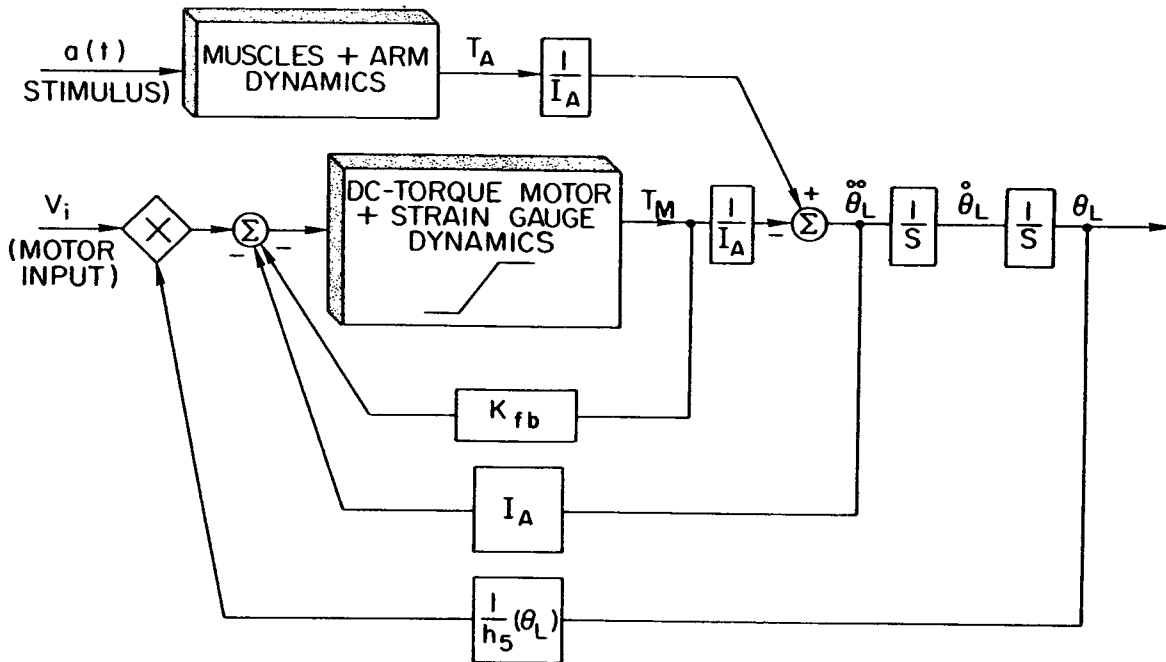 a(t)
STIMULUS)
MUSCLES + ARM
DYNAMICS
T_A
1
I_A
V_i
(MOTOR
INPUT)
×
Σ
−
−
DC-TORQUE MOTOR
+ STRAIN GAUGE
DYNAMICS
T_M
1
I_A
+
−
Σ
θ̊̊_L
1
S
θ̊_L
1
S
θ_L
K_fb
I_A
1
h_5 (θ_L)